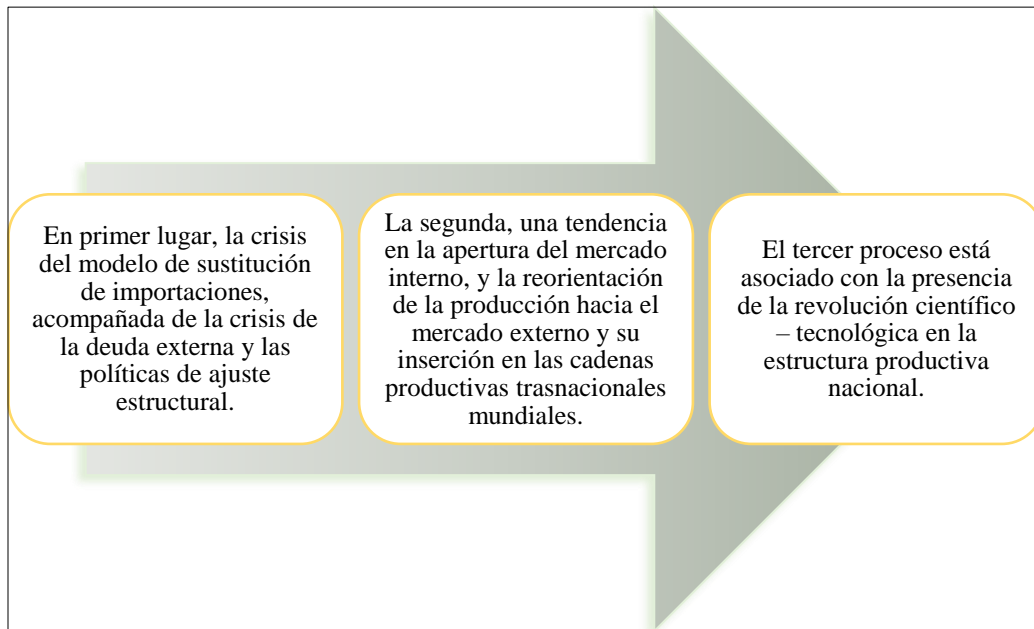 En primer lugar, la crisis
del modelo de sustitución
de importaciones,
acompañada de la crisis de
la deuda externa y las
políticas de ajuste
estructural.
La segunda, una tendencia
en la apertura del mercado
interno, y la reorientación
de la producción hacia el
mercado externo y su
inserción en las cadenas
productivas trasnacionales
mundiales.
El tercer proceso está
asociado con la presencia
de la revolución científico
– tecnológica en la
estructura productiva
nacional.